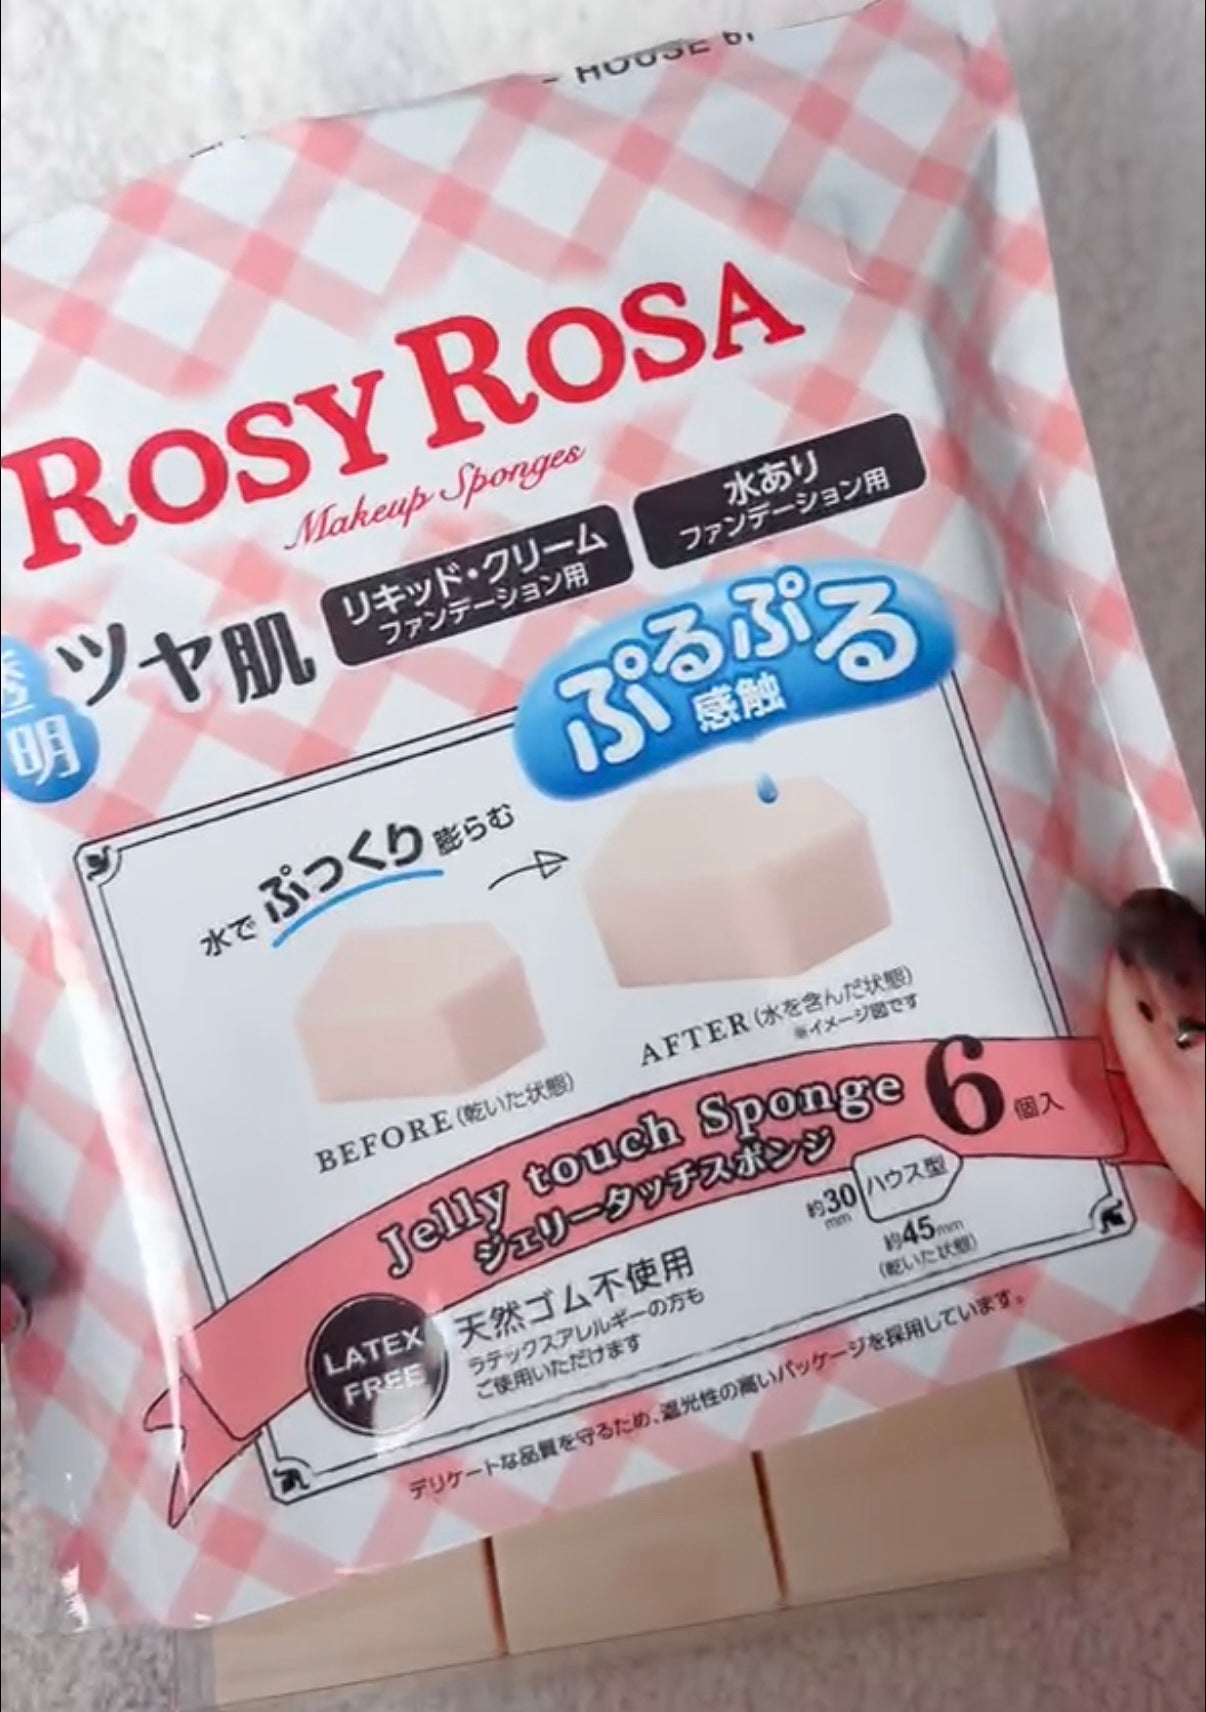 HOUSE 6P
ROSY ROSA
Makeup Sponges
リキッド・クリーム
ファンデーション用
水あり
ファンデーション用
透明
ツヤ肌
ぷるぷる
感触
水でぷっくり膨らむ
BEFORE(乾いた状態)
AFTER(水を含んだ状態)
※イメージ図です
Jelly touch Sponge
ジェリータッチスポンジ
6個入
ハウス型
約30mm
約45mm
(乾いた状態)
LATEX
FREE
天然ゴム不使用
ラテックスアレルギーの方も
ご使用いただけます
デリケートな品質を守るため、遮光性の高いパッケージを採用しています。